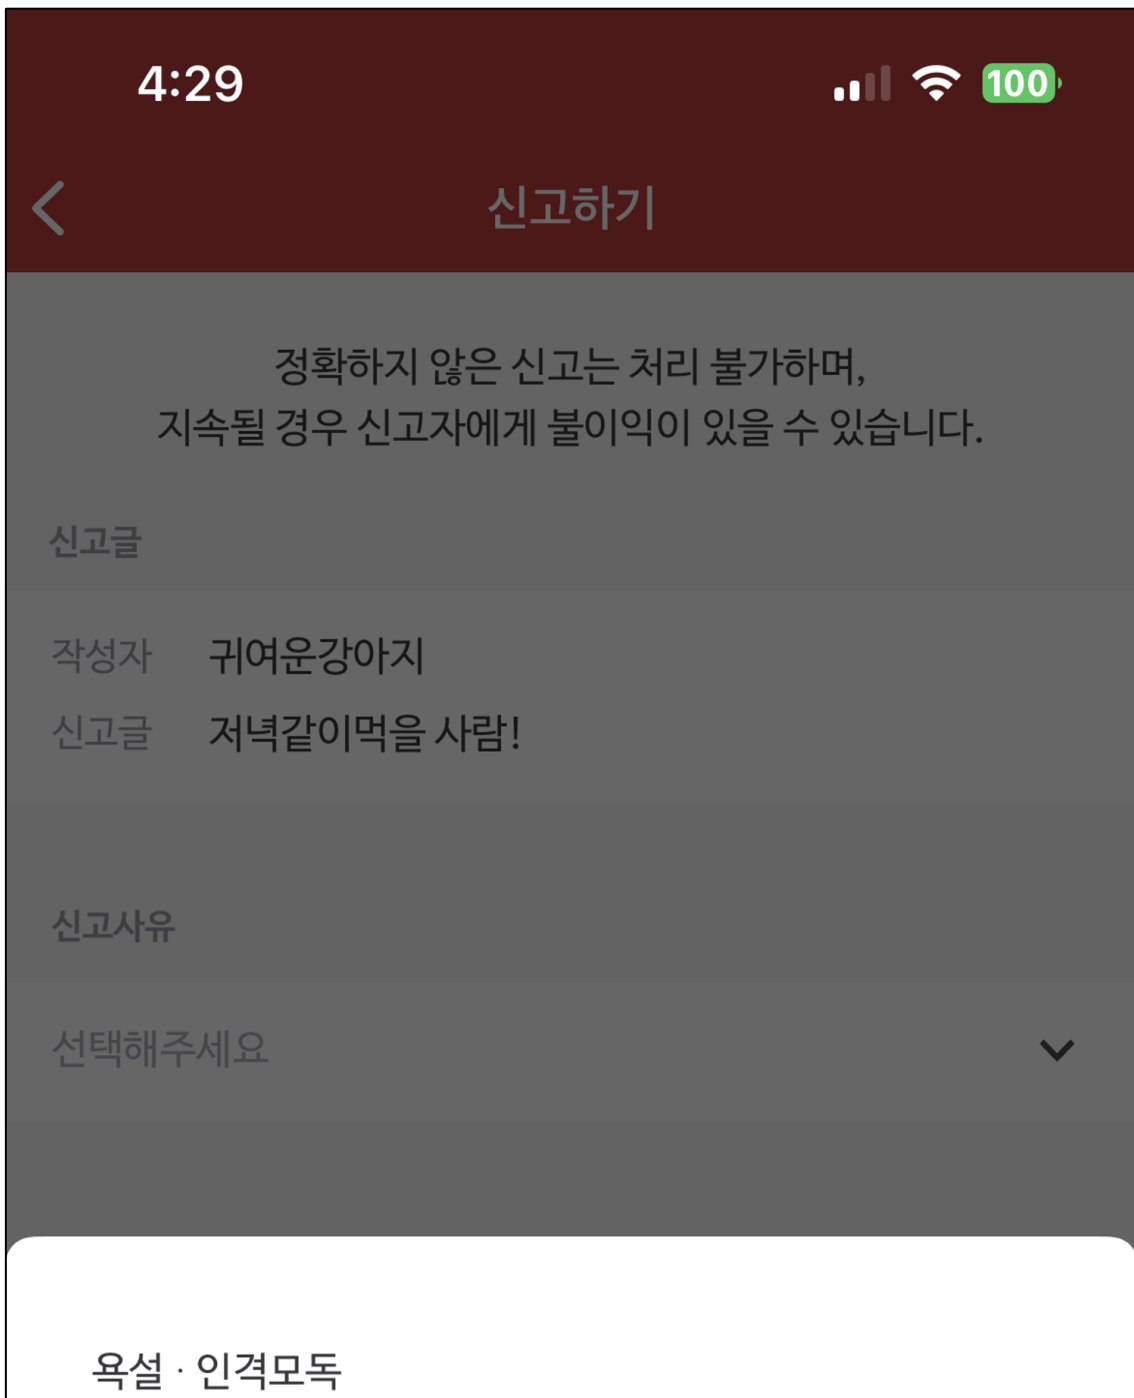 4:29
100
신고하기
정확하지 않은 신고는 처리 불가하며,
지속될 경우 신고자에게 불이익이 있을 수 있습니다.
신고글
작성자 귀여운강아지
신고글 저녁같이먹을 사람!
신고사유
선택해주세요
욕설 · 인격모독